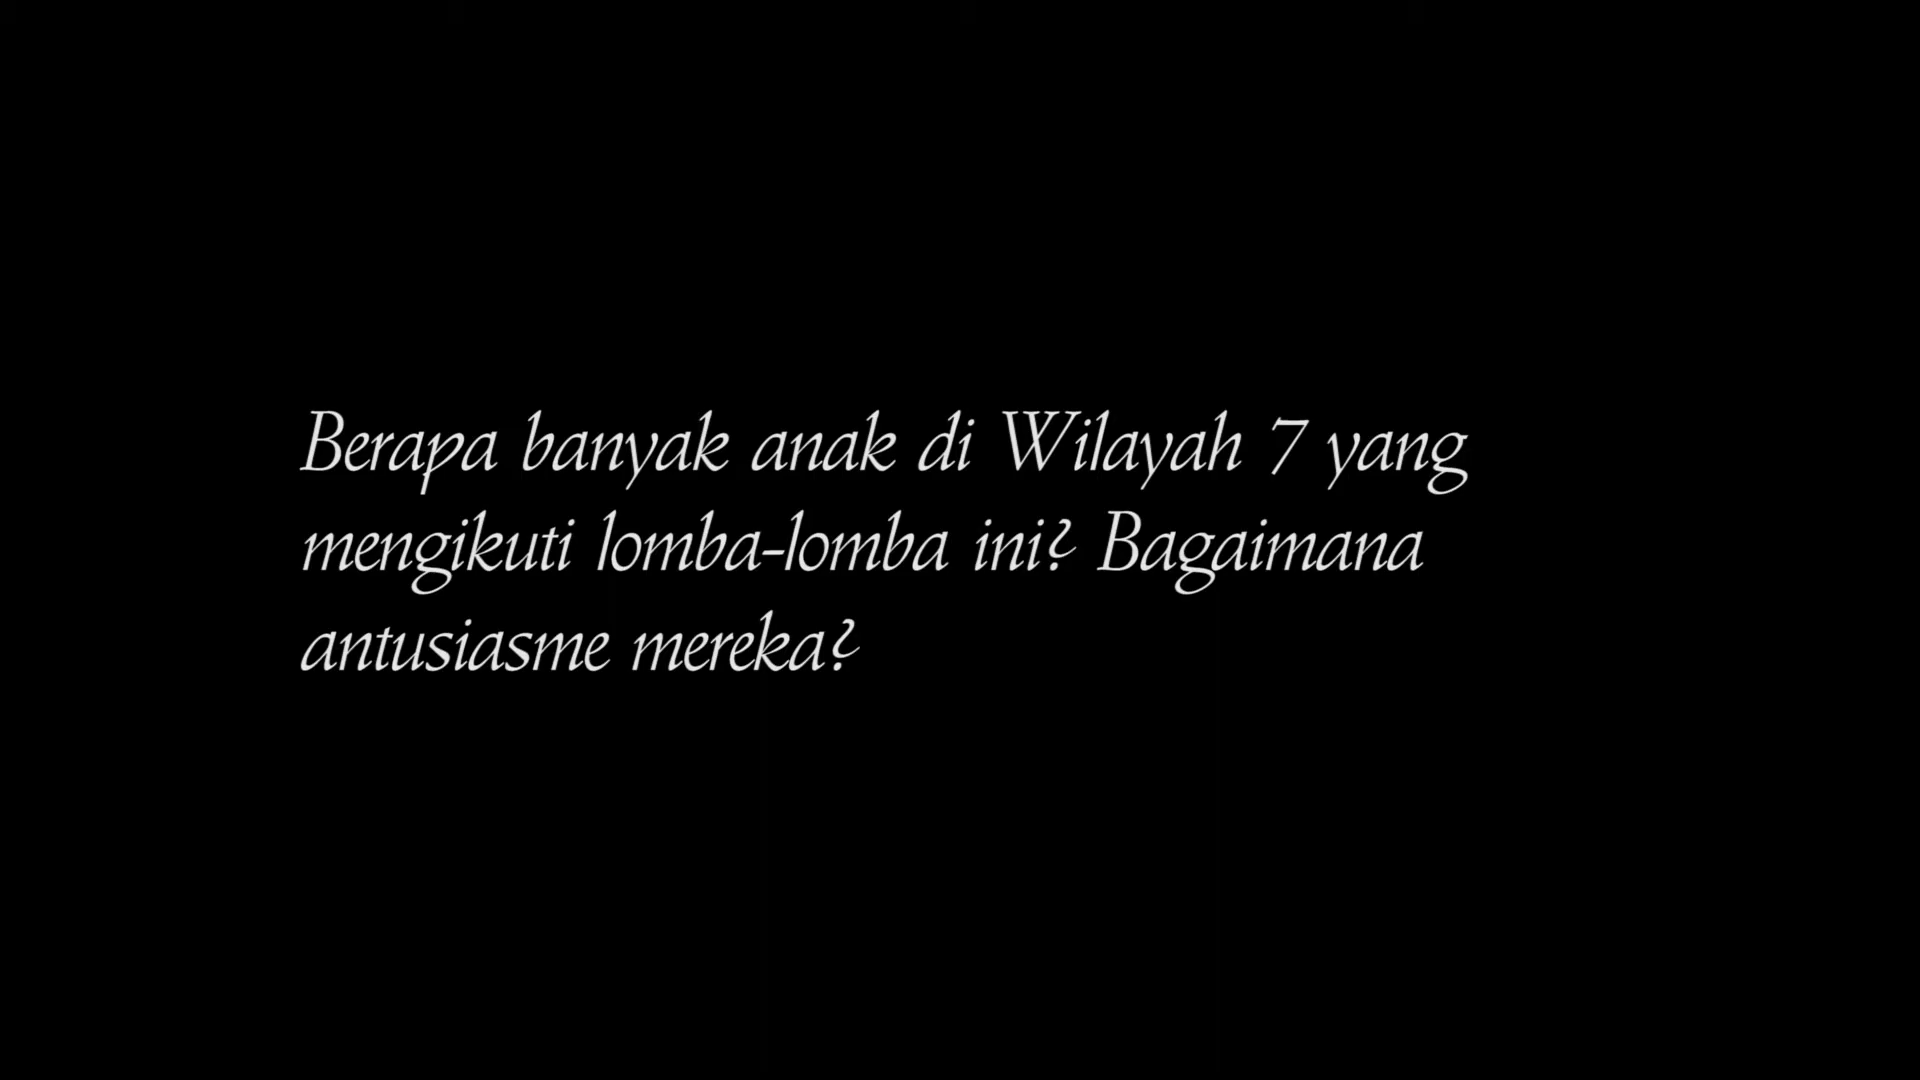 Berapa banyak anak di Wilayah 7 yang
mengikuti lomba-lomba ini? Bagaimana
antusiasme mereka?